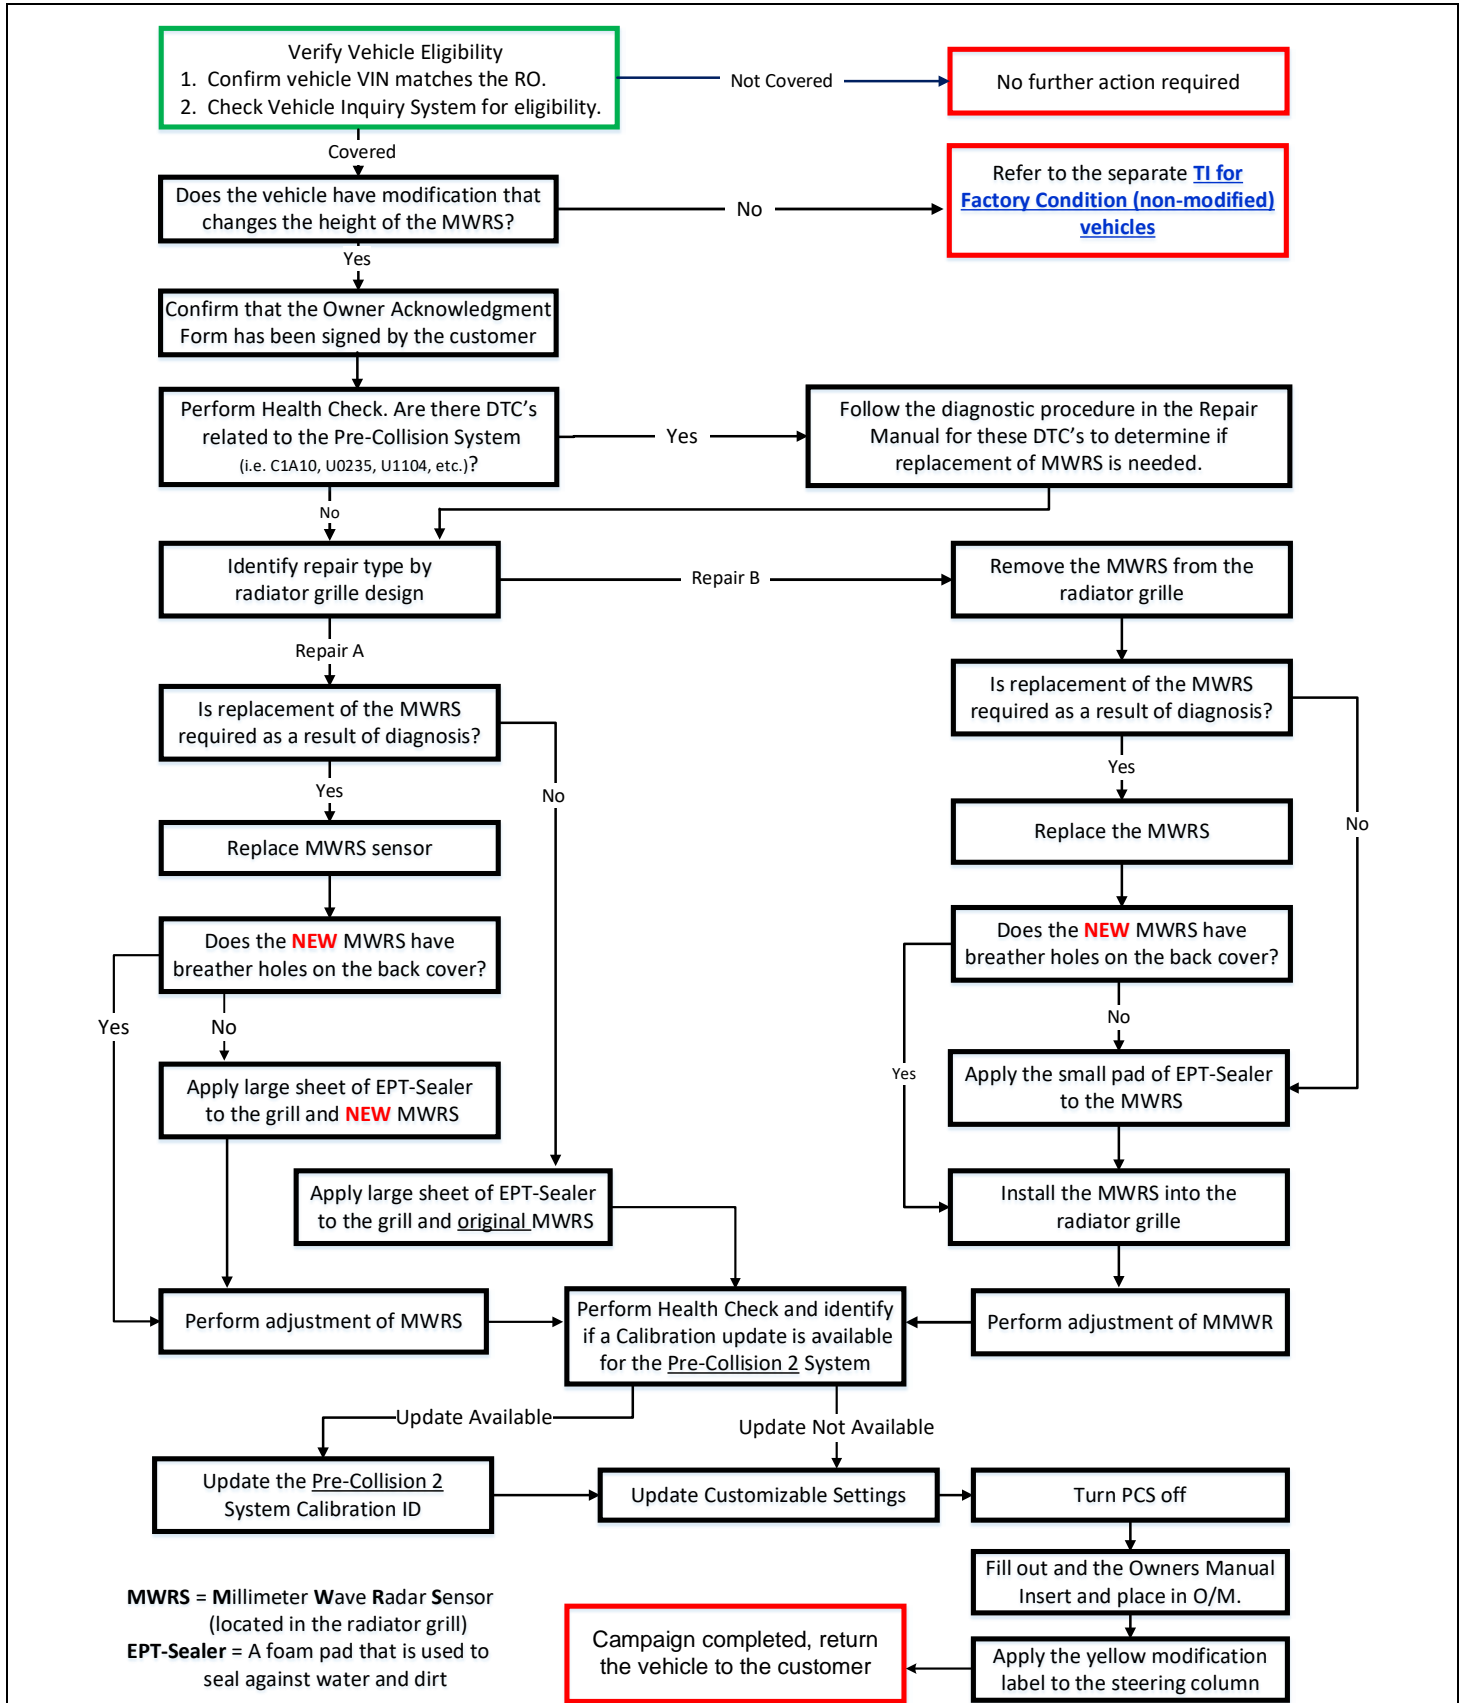 Verify Vehicle Eligibility
1. Confirm vehicle VIN matches the RO.
2. Check Vehicle Inquiry System for eligibility.
Not Covered
No further action required
Covered
Does the vehicle have modification that
changes the height of the MWRS?
No
Refer to the separate TI for
Factory Condition (non-modified)
vehicles
Yes
Confirm that the Owner Acknowledgment
Form has been signed by the customer
Perform Health Check. Are there DTC's
related to the Pre-Collision System
(i.e. C1A10, U0235, U1104, etc.)?
Yes
Follow the diagnostic procedure in the Repair
Manual for these DTC's to determine if
replacement of MWRS is needed.
No
Identify repair type by
radiator grille design
Repair B
Remove the MWRS from the
radiator grille
Repair A
Is replacement of the MWRS
required as a result of diagnosis?
Is replacement of the MWRS
required as a result of diagnosis?
Yes
No
Yes
No
Replace MWRS sensor
Replace the MWRS
Does the NEW MWRS have
breather holes on the back cover?
Does the NEW MWRS have
breather holes on the back cover?
Yes
No
No
Yes
Apply large sheet of EPT-Sealer
to the grill and NEW MWRS
Apply the small pad of EPT-Sealer
to the MWRS
Apply large sheet of EPT-Sealer
to the grill and original MWRS
Install the MWRS into the
radiator grille
Perform adjustment of MWRS
Perform Health Check and identify
if a Calibration update is available
for the Pre-Collision 2 System
Perform adjustment of MMWR
Update Available
Update Not Available
Update the Pre-Collision 2
System Calibration ID
Update Customizable Settings
Turn PCS off
Fill out and the Owners Manual
Insert and place in O/M.
MWRS = Millimeter Wave Radar Sensor
(located in the radiator grill)
EPT-Sealer = A foam pad that is used to
seal against water and dirt
Campaign completed, return
the vehicle to the customer
Apply the yellow modification
label to the steering column